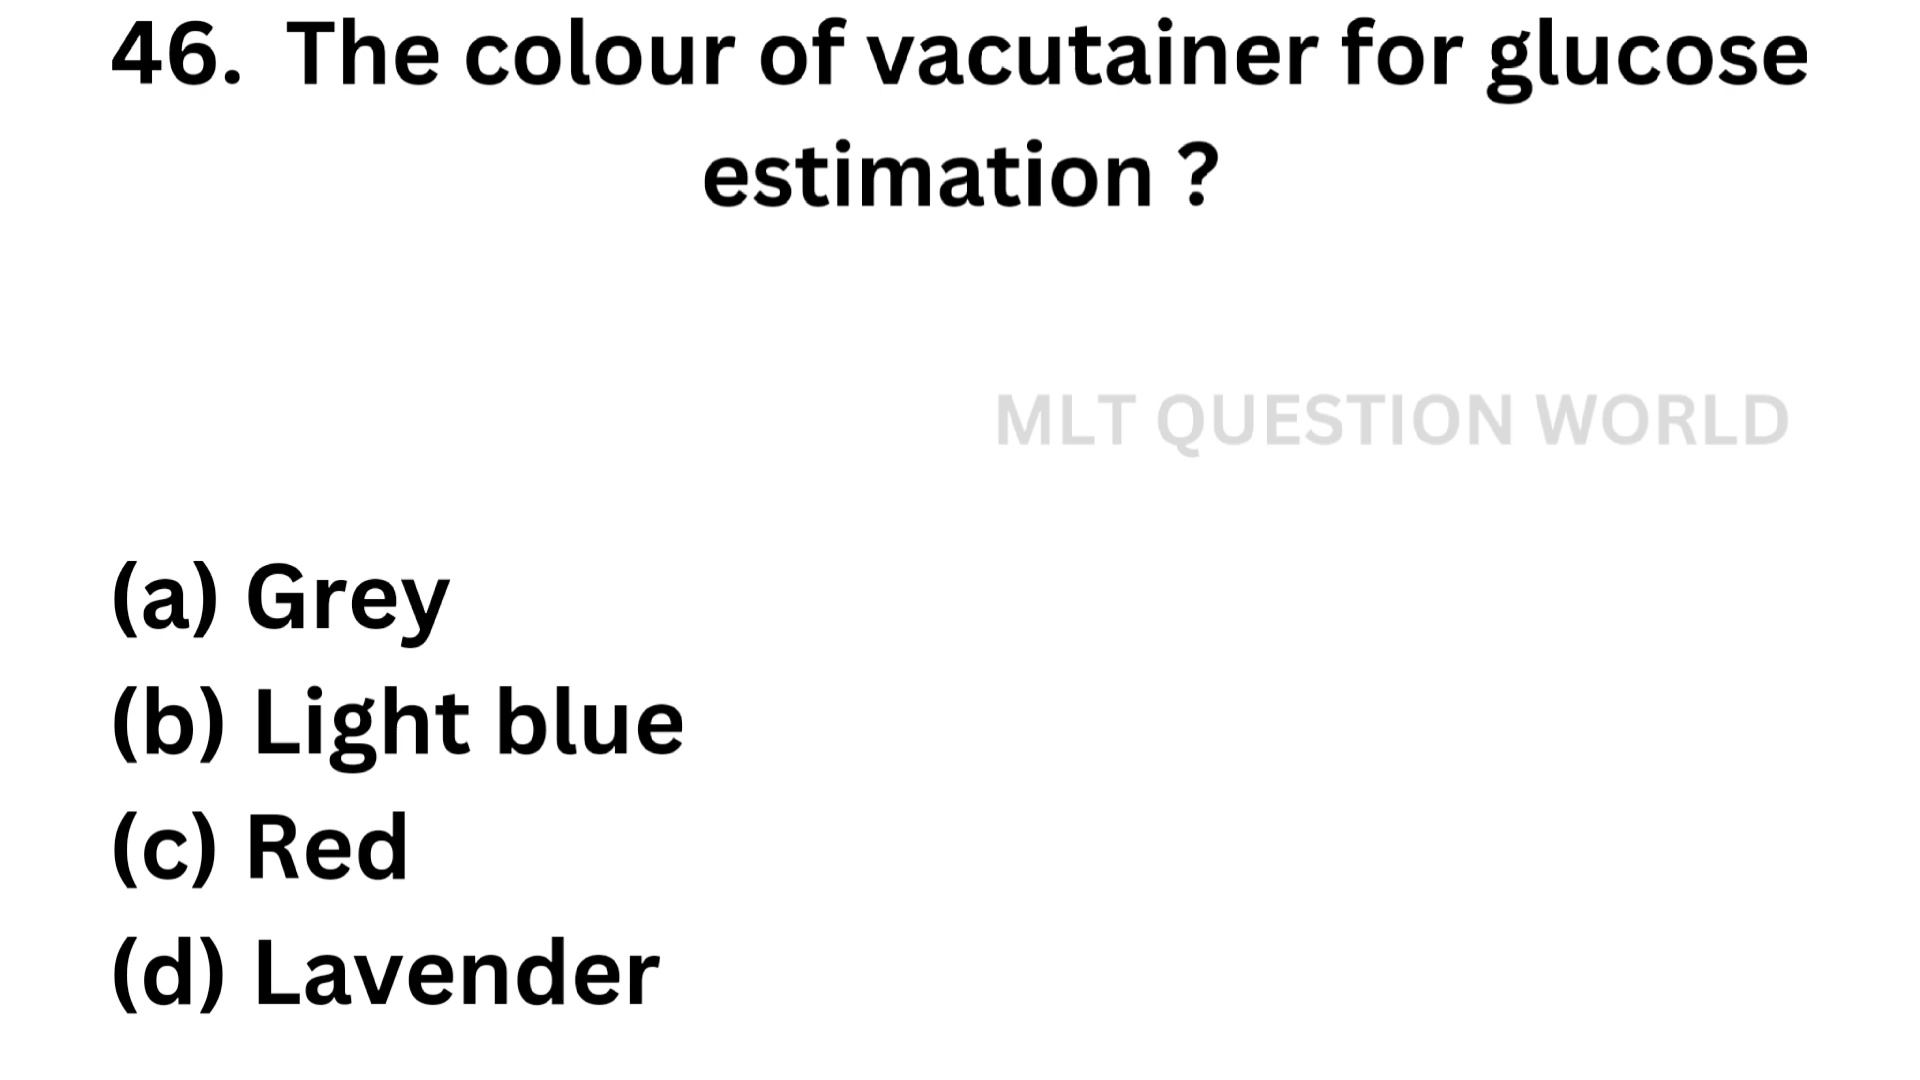 46. The colour of vacutainer for glucose
estimation ?
MLT QUESTION WORLD
(a) Grey
(b) Light blue
(c) Red
(d) Lavender